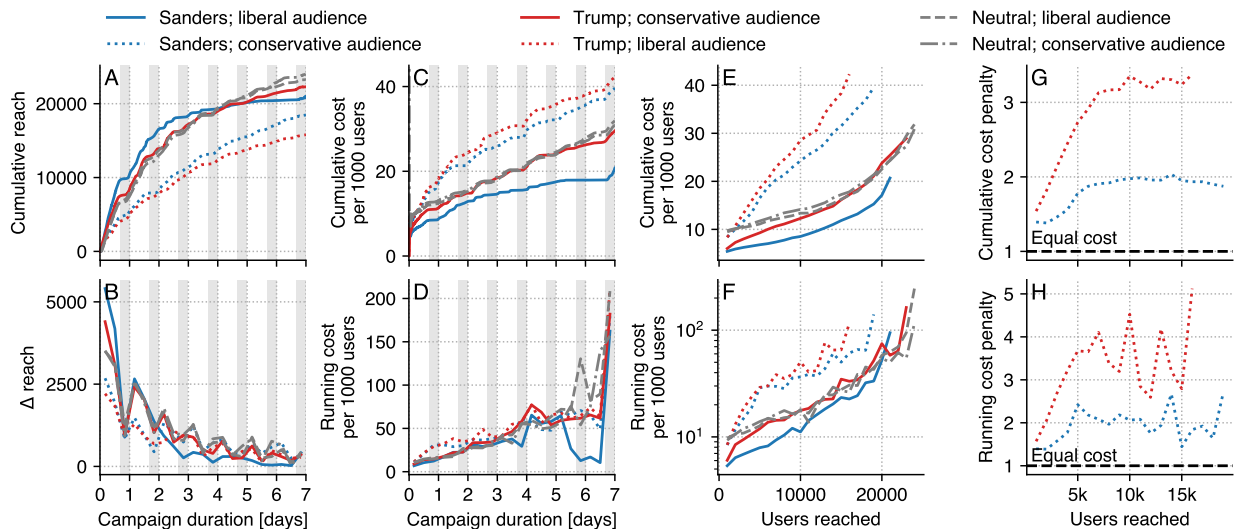 Sanders; liberal audience
Sanders; conservative audience
Trump; conservative audience
Trump; liberal audience
Neutral; liberal audience
Neutral; conservative audience
A
Cumulative reach
0
10000
20000
C
Cumulative cost
per 1000 users
0
20
40
E
Cumulative cost
per 1000 users
10
20
30
40
G
Cumulative cost penalty
1
2
3
Equal cost
B
Δ reach
0
2500
5000
0 1 2 3 4 5 6 7
Campaign duration [days]
D
Running cost
per 1000 users
0
50
100
150
200
0 1 2 3 4 5 6 7
Campaign duration [days]
F
Running cost
per 1000 users
10¹
10²
10000 20000
Users reached
H
Running cost penalty
1
2
3
4
5
Equal cost
5k 10k 15k
Users reached